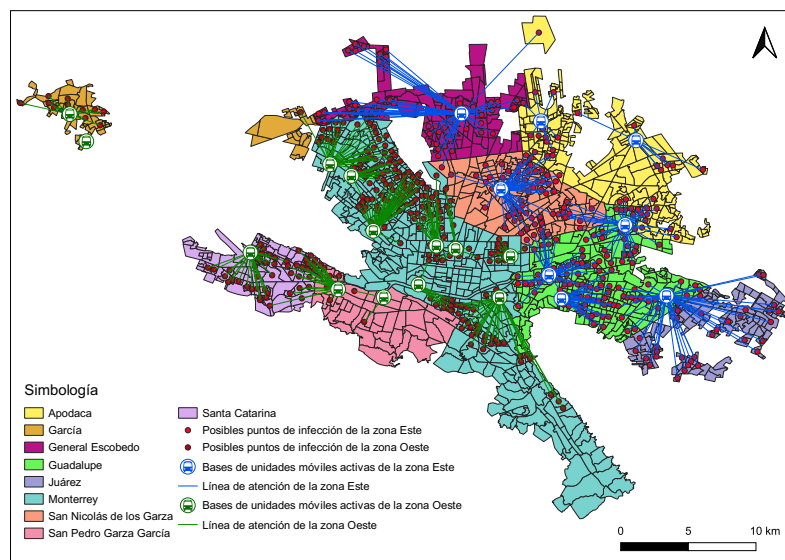 Simbología
Apodaca
García
General Escobedo
Guadalupe
Juárez
Monterrey
San Nicolás de los Garza
San Pedro Garza García
Santa Catarina
Posibles puntos de infección de la zona Este
Posibles puntos de infección de la zona Oeste
Bases de unidades móviles activas de la zona Este
Línea de atención de la zona Este
Bases de unidades móviles activas de la zona Oeste
Línea de atención de la zona Oeste
0 5 10 km